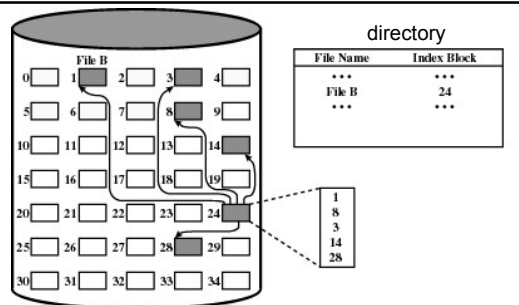 directory
File Name Index Block
••• •••
File B 24
••• •••
File B
0 1 2 3 4
5 6 7 8 9
10 11 12 13 14
15 16 17 18 19
20 21 22 23 24
25 26 27 28 29
30 31 32 33 34
1
8
3
14
28